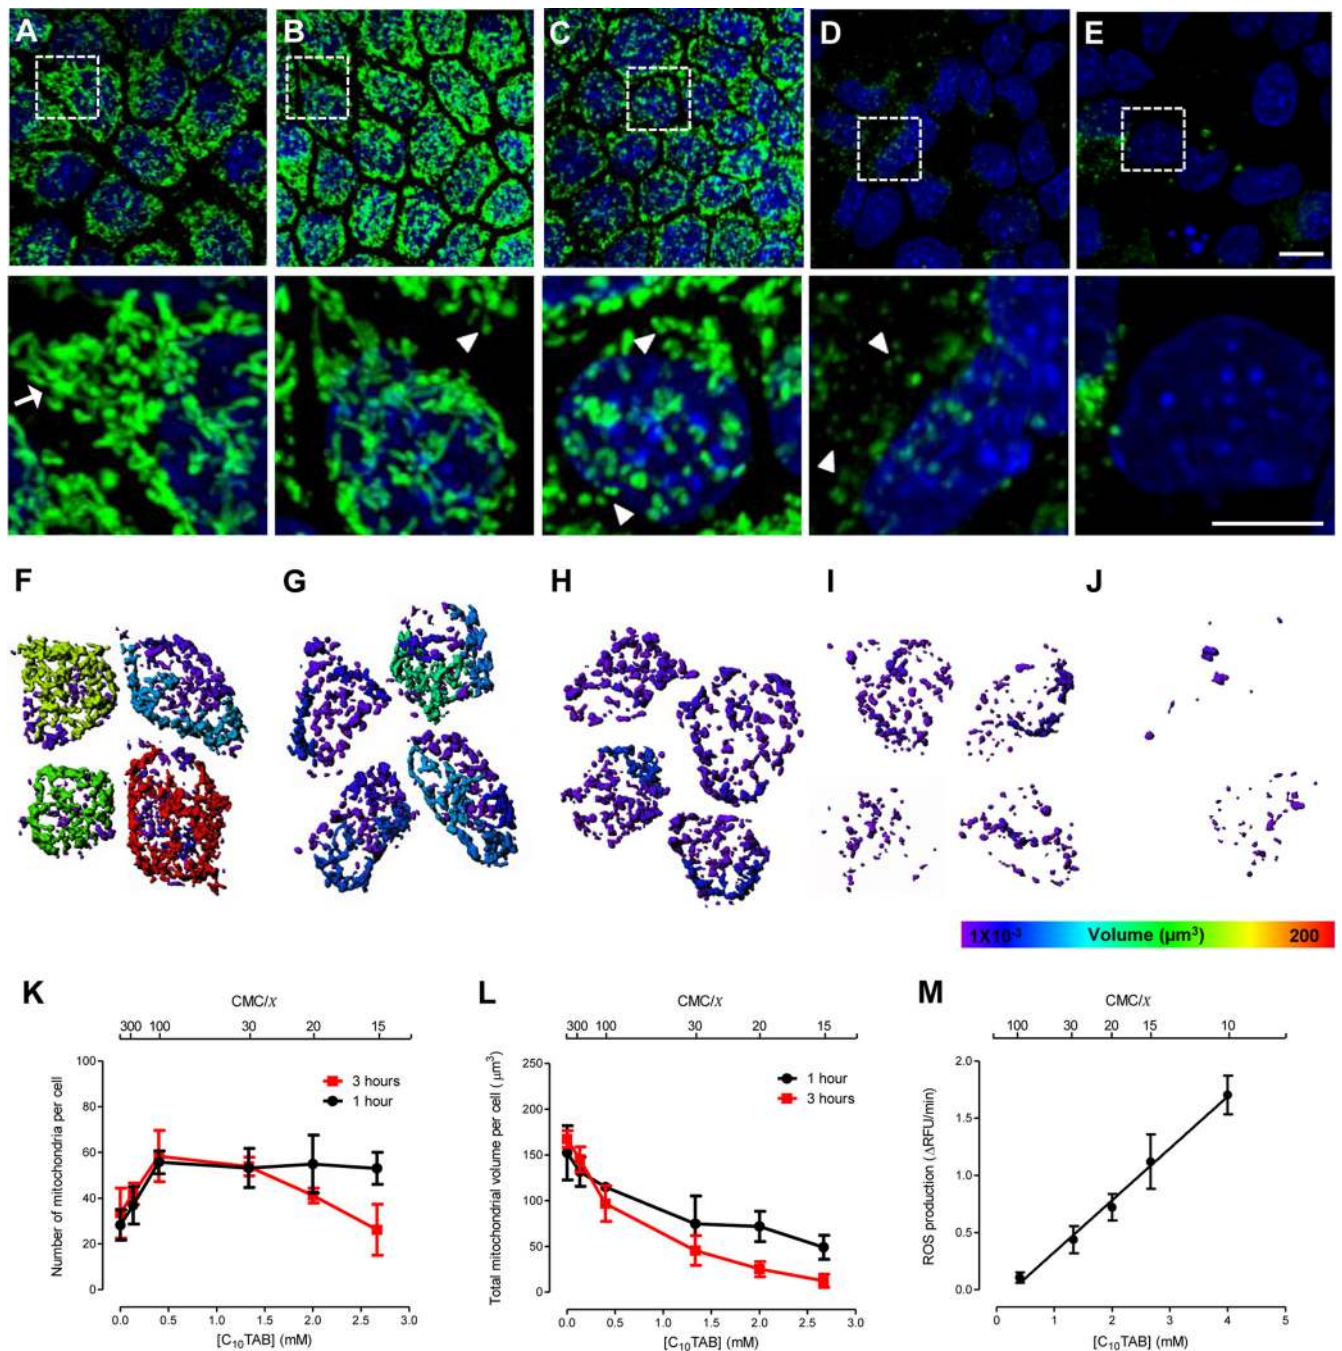 A B C D E
F G H I J
1X10⁻³ Volume (µm³) 200
K
CMC/x
300 100 30 20 15
Number of mitochondria per cell
100
80
60
40
20
0
3 hours
1 hour
0.0 0.5 1.0 1.5 2.0 2.5 3.0
[C₁₀TAB] (mM)
L
CMC/x
300 100 30 20 15
Total mitochondrial volume per cell ( µm³)
250
200
150
100
50
0
1 hour
3 hours
0.0 0.5 1.0 1.5 2.0 2.5 3.0
[C₁₀TAB] (mM)
M
CMC/x
100 30 20 15 10
ROS production (ΔRFU/min)
2.0
1.5
1.0
0.5
0.0
0 1 2 3 4 5
[C₁₀TAB] (mM)